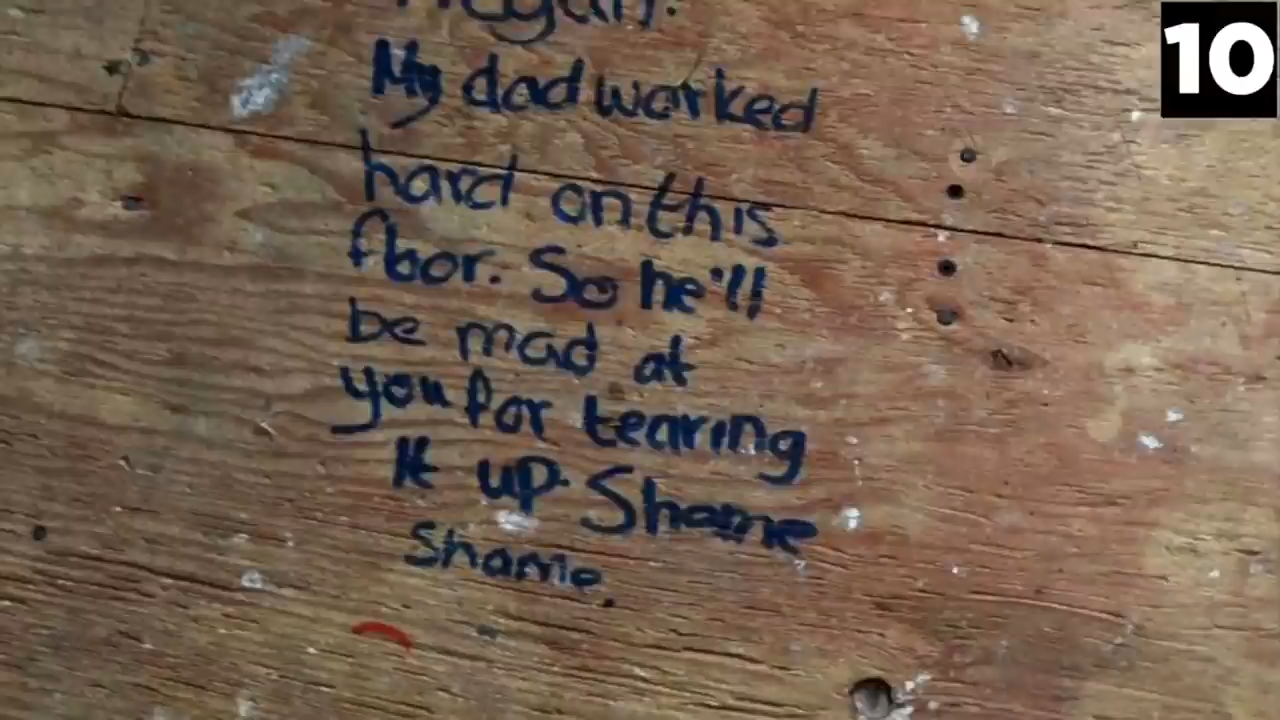 10
My dad worked
hard on this
floor. So he'll
be mad at
you for tearing
It up. Shame
Shame.